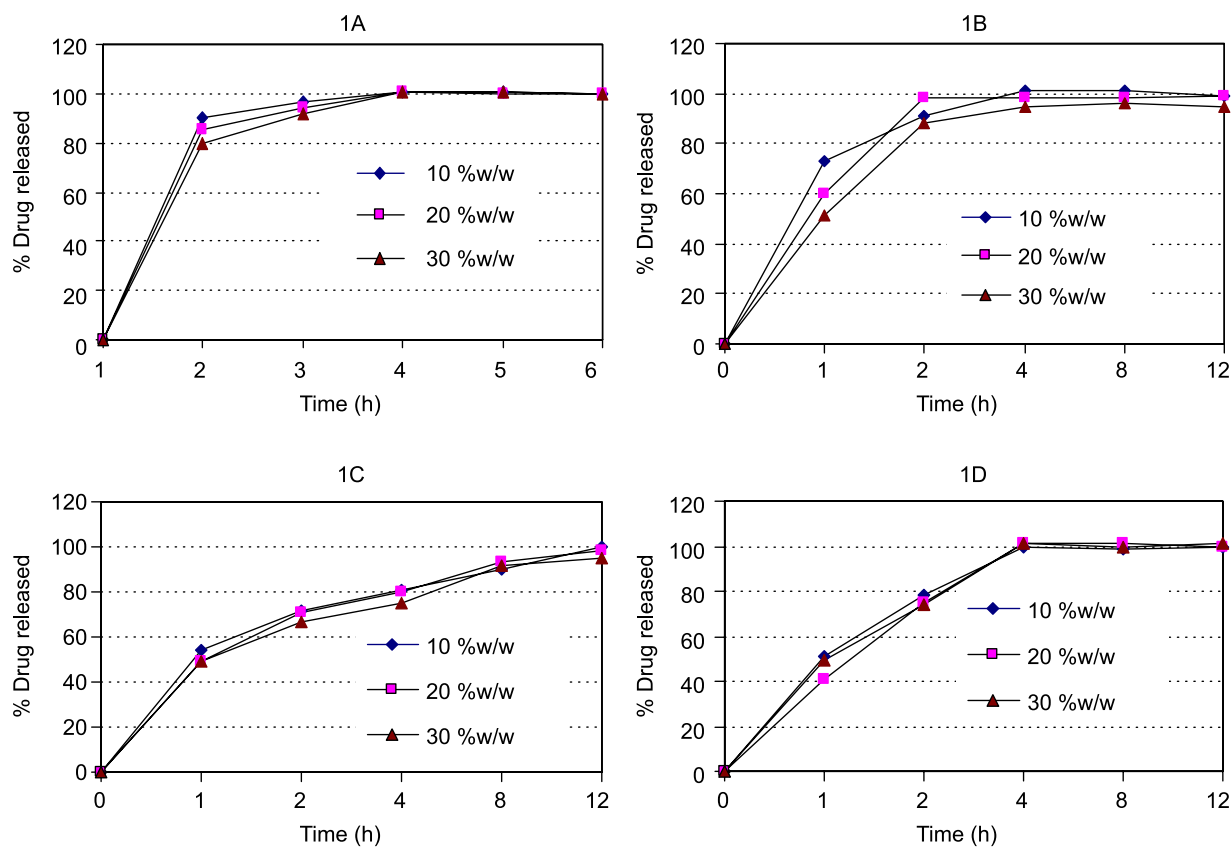 1A
120
100
80
60
40
20
0
% Drug released
10 %w/w
20 %w/w
30 %w/w
1 2 3 4 5 6
Time (h)
1B
120
100
80
60
40
20
0
% Drug released
10 %w/w
20 %w/w
30 %w/w
0 1 2 4 8 12
Time (h)
1C
120
100
80
60
40
20
0
% Drug released
10 %w/w
20 %w/w
30 %w/w
0 1 2 4 8 12
Time (h)
1D
120
100
80
60
40
20
0
% Drug released
10 %w/w
20 %w/w
30 %w/w
0 1 2 4 8 12
Time (h)